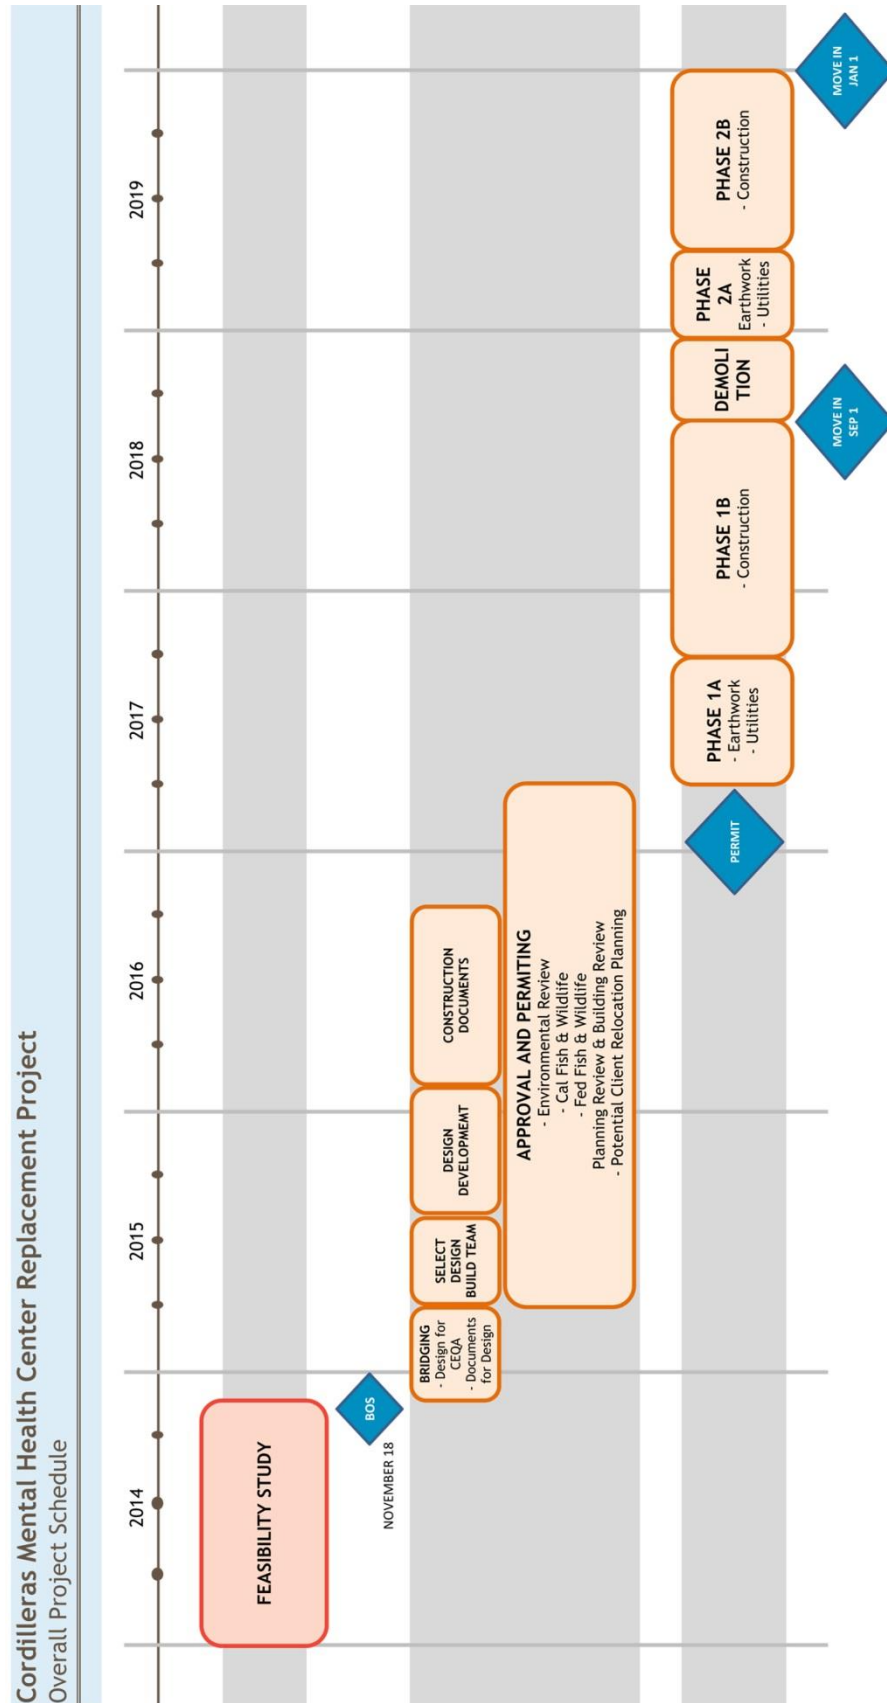 Cordilleras Mental Health Center Replacement Project
Overall Project Schedule
2014
2015
2016
2017
2018
2019
FEASIBILITY STUDY
BOS
NOVEMBER 18
BRIDGING
- Design for
CEQA
- Documents
for Design
SELECT
DESIGN
BUILD TEAM
DESIGN
DEVELOPMEMT
CONSTRUCTION
DOCUMENTS
APPROVAL AND PERMITING
- Environmental Review
- Cal Fish & Wildlife
- Fed Fish & Wildlife
Planning Review & Building Review
- Potential Client Relocation Planning
PERMIT
PHASE 1A
- Earthwork
- Utilities
PHASE 1B
- Construction
DEMOLI
TION
PHASE
2A
Earthwork
- Utilities
PHASE 2B
- Construction
MOVE IN
SEP 1
MOVE IN
JAN 1